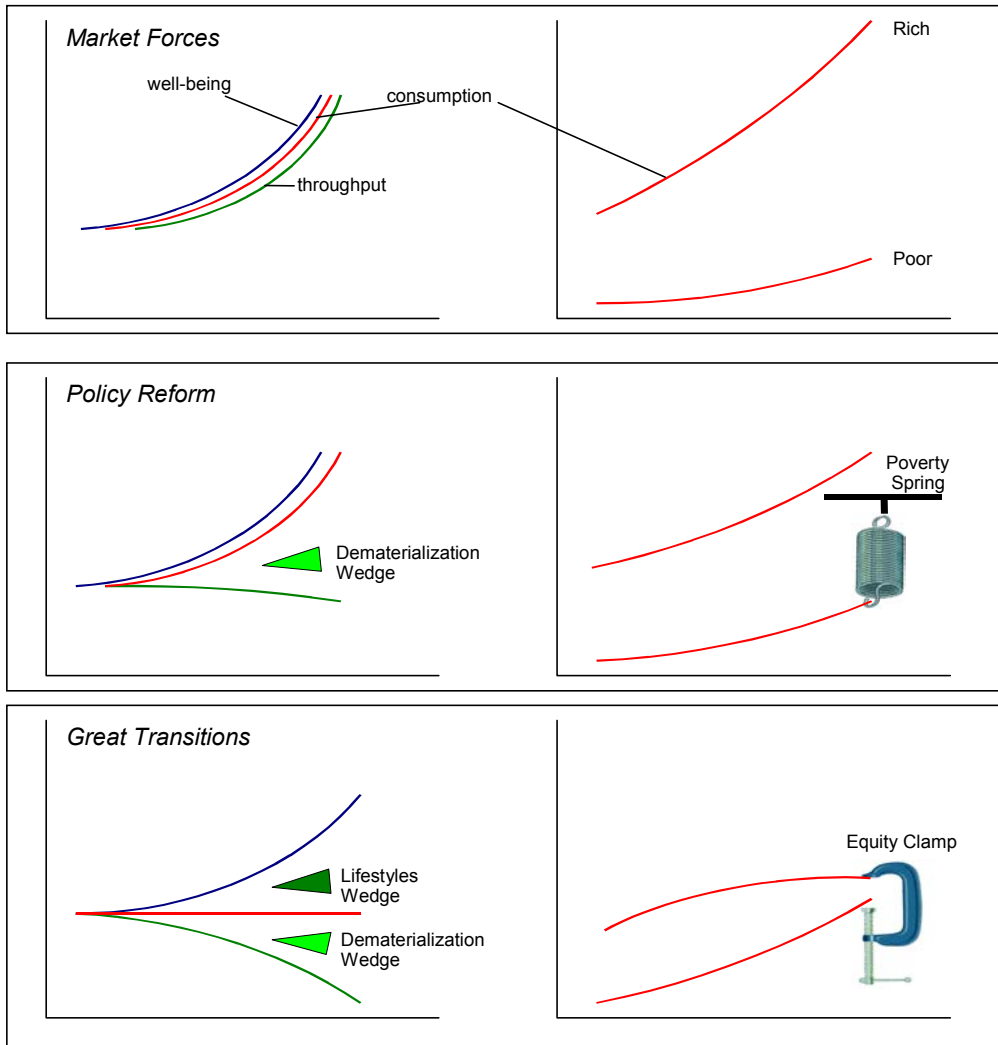 Market Forces
well-being
consumption
throughput
Rich
Poor
Policy Reform
Dematerialization
Wedge
Poverty
Spring
Great Transitions
Lifestyles
Wedge
Dematerialization
Wedge
Equity Clamp